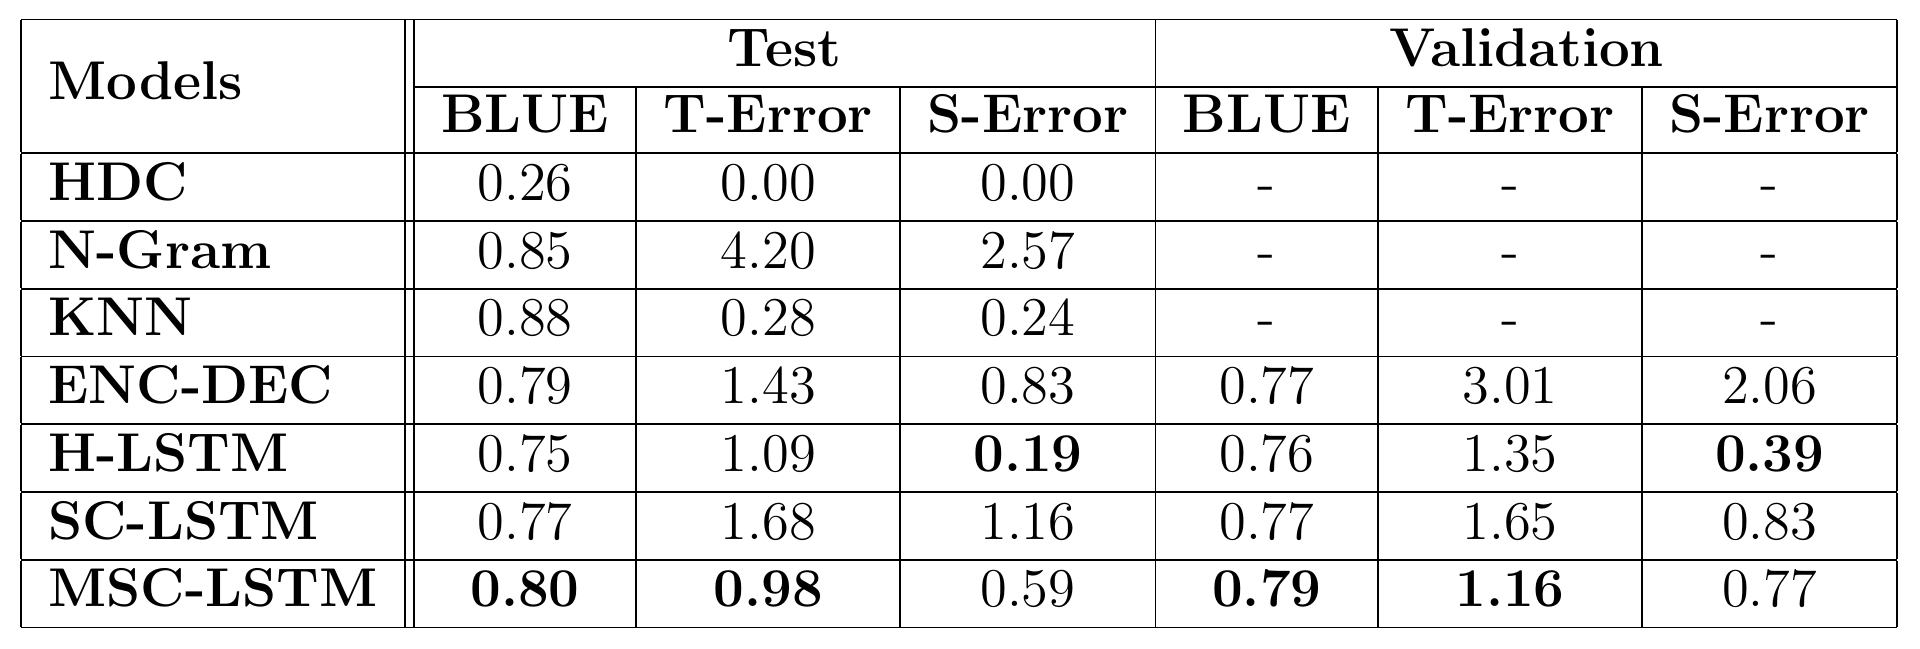 Models Test Validation
BLUE T-Error S-Error BLUE T-Error S-Error
HDC 0.26 0.00 0.00 - - -
N-Gram 0.85 4.20 2.57 - - -
KNN 0.88 0.28 0.24 - - -
ENC-DEC 0.79 1.43 0.83 0.77 3.01 2.06
H-LSTM 0.75 1.09 0.19 0.76 1.35 0.39
SC-LSTM 0.77 1.68 1.16 0.77 1.65 0.83
MSC-LSTM 0.80 0.98 0.59 0.79 1.16 0.77